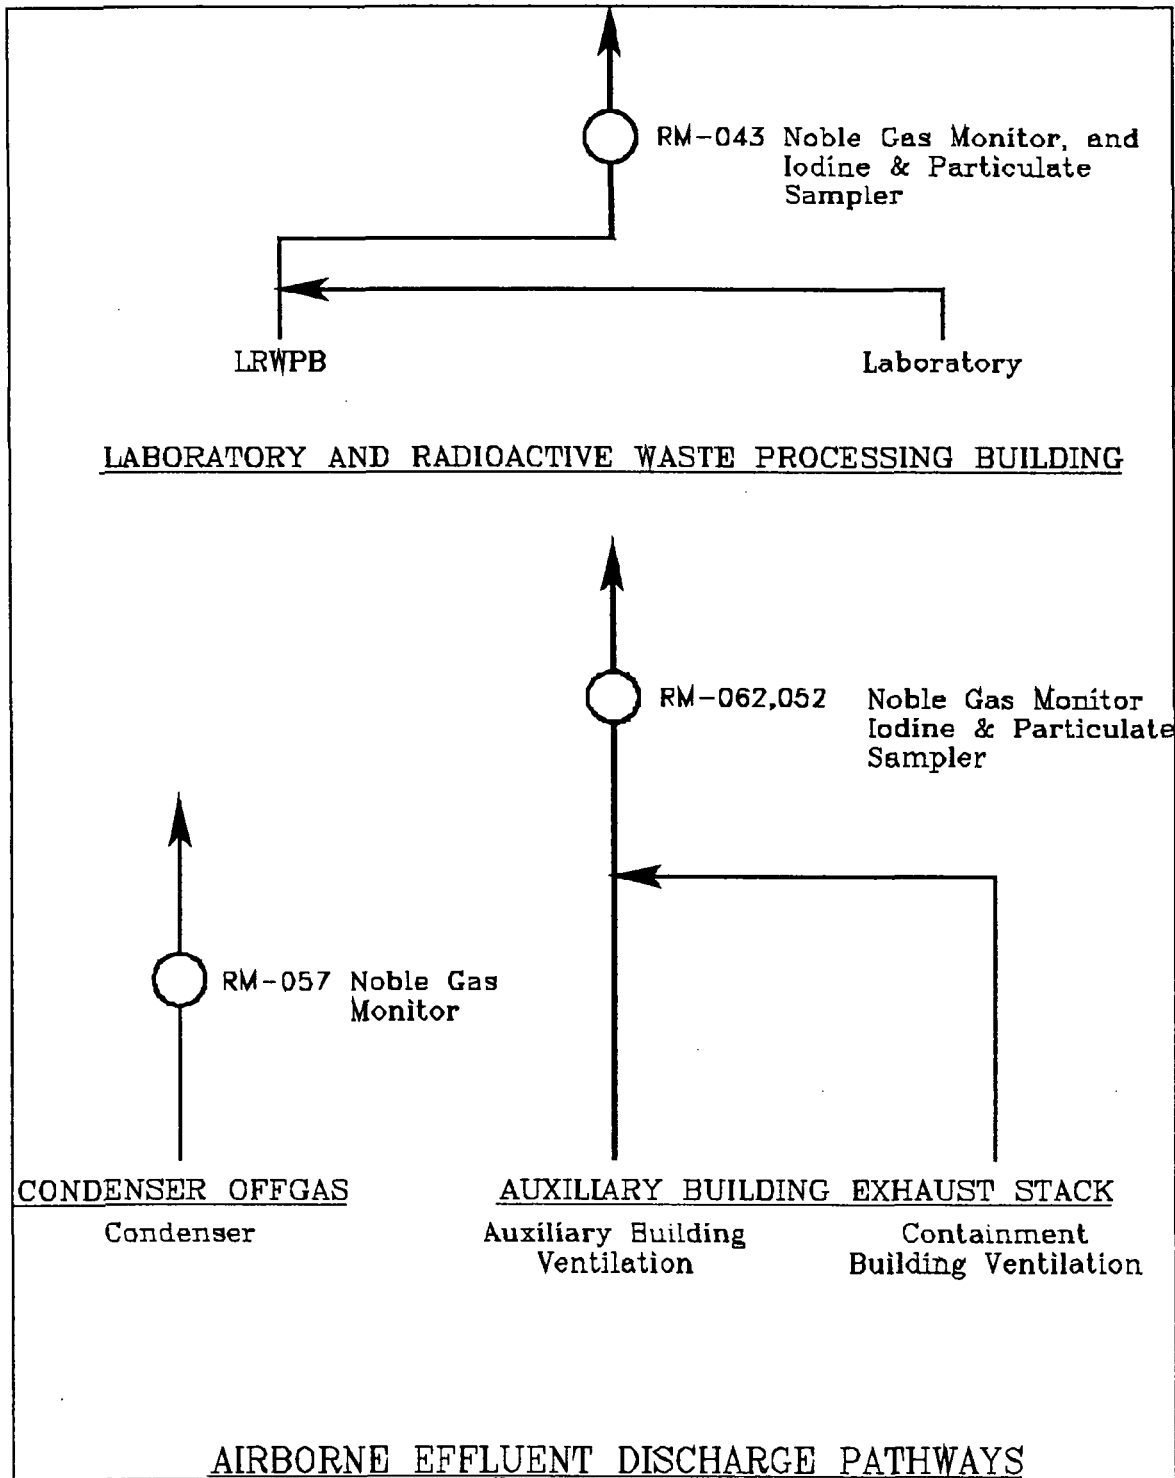 RM-043 Noble Gas Monitor, and
Iodine & Particulate
Sampler
LRWPB
Laboratory
LABORATORY AND RADIOACTIVE WASTE PROCESSING BUILDING
RM-062,052 Noble Gas Monitor
Iodine & Particulate
Sampler
RM-057 Noble Gas
Monitor
CONDENSER OFFGAS
Condenser
AUXILIARY BUILDING EXHAUST STACK
Auxiliary Building
Ventilation
Containment
Building Ventilation
AIRBORNE EFFLUENT DISCHARGE PATHWAYS